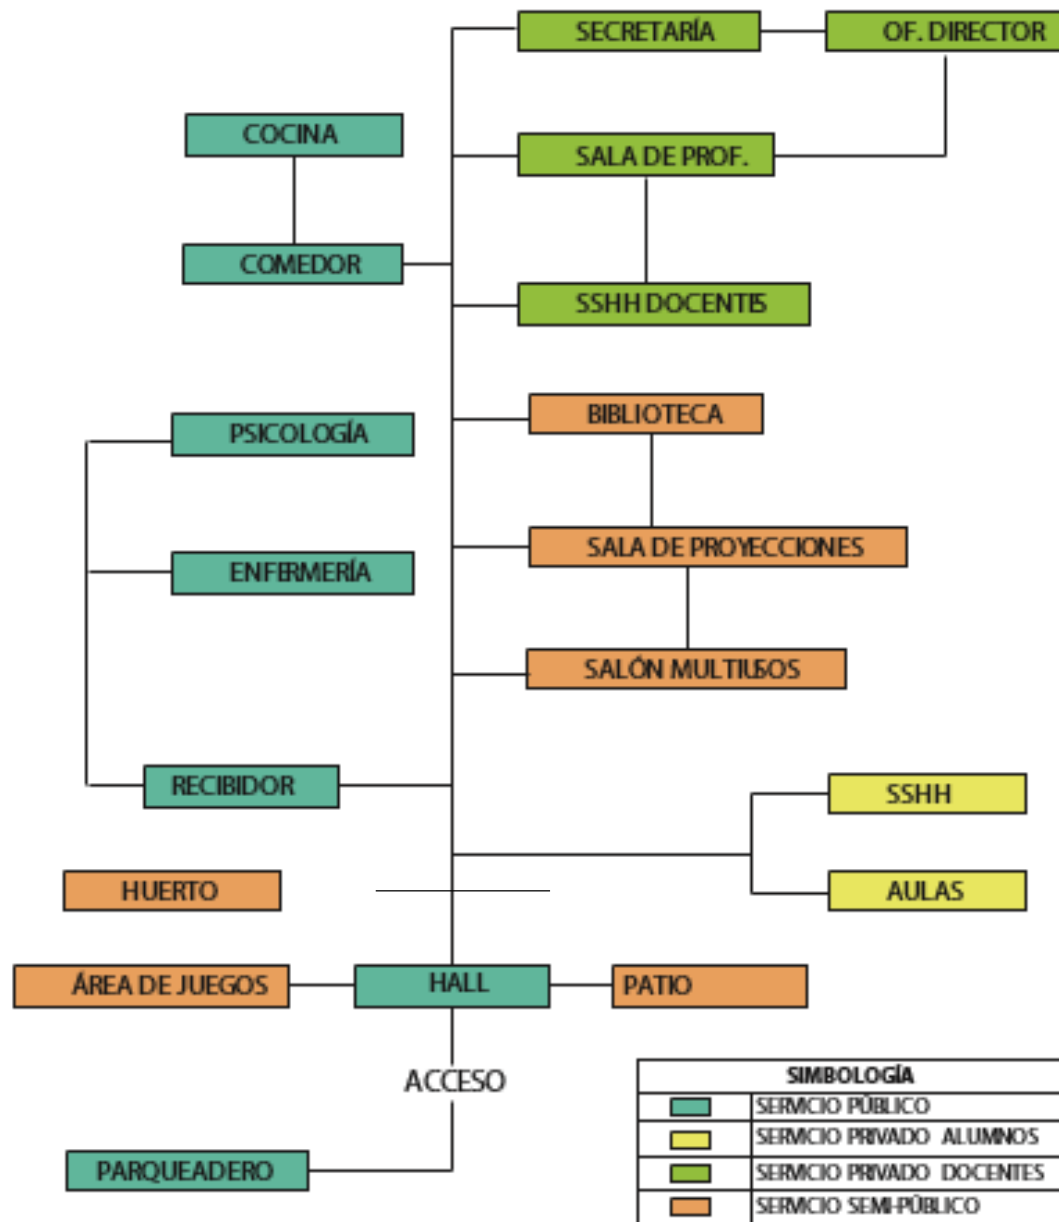 SECRETARÍA
OF. DIRECTOR
COCINA
SALA DE PROF.
COMEDOR
SSHH DOCENTES
BIBLIOTECA
PSICOLOGÍA
SALA DE PROYECCIONES
ENFERMERÍA
SALÓN MULTIUSOS
RECIBIDOR
SSHH
HUERTO
AULAS
ÁREA DE JUEGOS
HALL
PATIO
ACCESO
PARQUEADERO
SIMBOLOGÍA
SERVICIO PÚBLICO
SERVICIO PRIVADO ALUMNOS
SERVICIO PRIVADO DOCENTES
SERVICIO SEMI-PÚBLICO